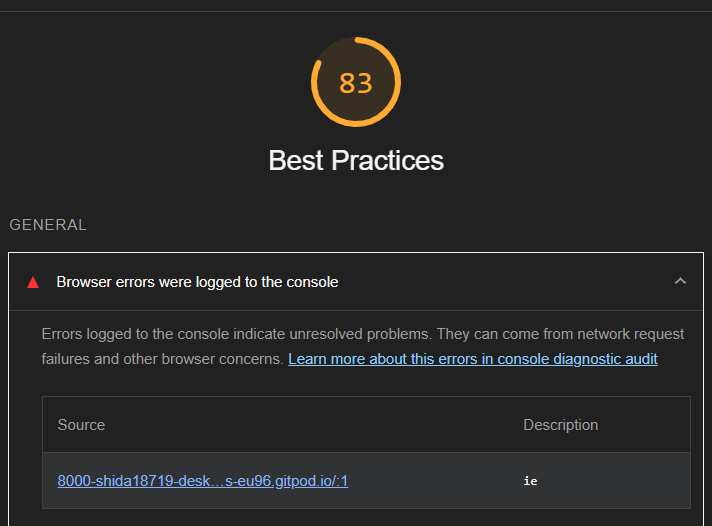 83
Best Practices
GENERAL
Browser errors were logged to the console
Errors logged to the console indicate unresolved problems. They can come from network request
failures and other browser concerns. Learn more about this errors in console diagnostic audit
Source Description
8000-shida18719-desk…s-eu96.gitpod.io/:1 ie